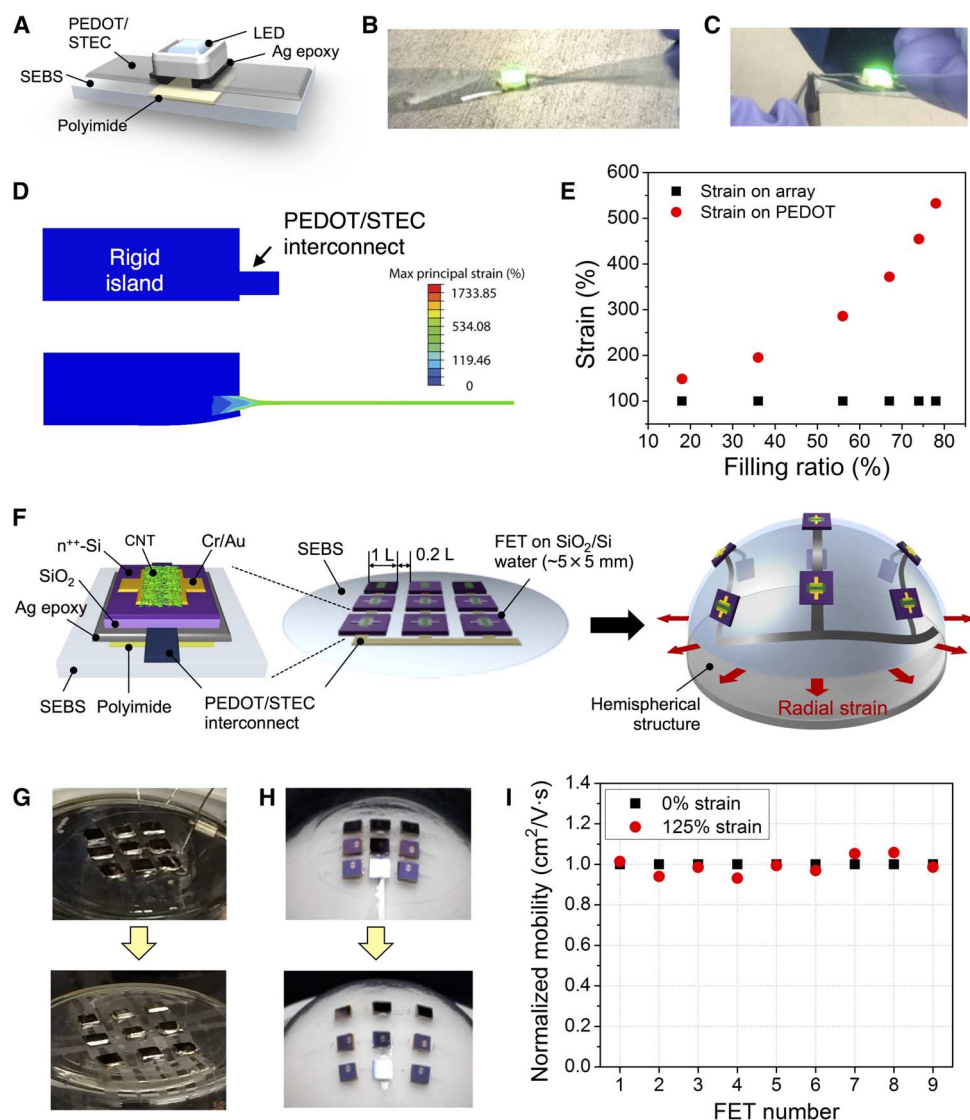 A
PEDOT/
STEC
LED
Ag epoxy
SEBS
Polyimide
B
C
D
PEDOT/STEC
interconnect
Rigid
island
Max principal strain (%)
1733.85
534.08
119.46
0
E
600
500
400
300
200
100
Strain (%)
Strain on array
Strain on PEDOT
10 20 30 40 50 60 70 80
Filling ratio (%)
F
n++-Si
CNT
Cr/Au
SiO2
Ag epoxy
SEBS
Polyimide
PEDOT/STEC
interconnect
SEBS
1 L
0.2 L
FET on SiO2/Si
water (~5×5 mm)
Hemispherical
structure
Radial strain
G
H
I
1.4
1.2
1.0
0.8
0.6
0.4
0.2
0.0
Normalized mobility (cm2/V·s)
0% strain
125% strain
1 2 3 4 5 6 7 8 9
FET number